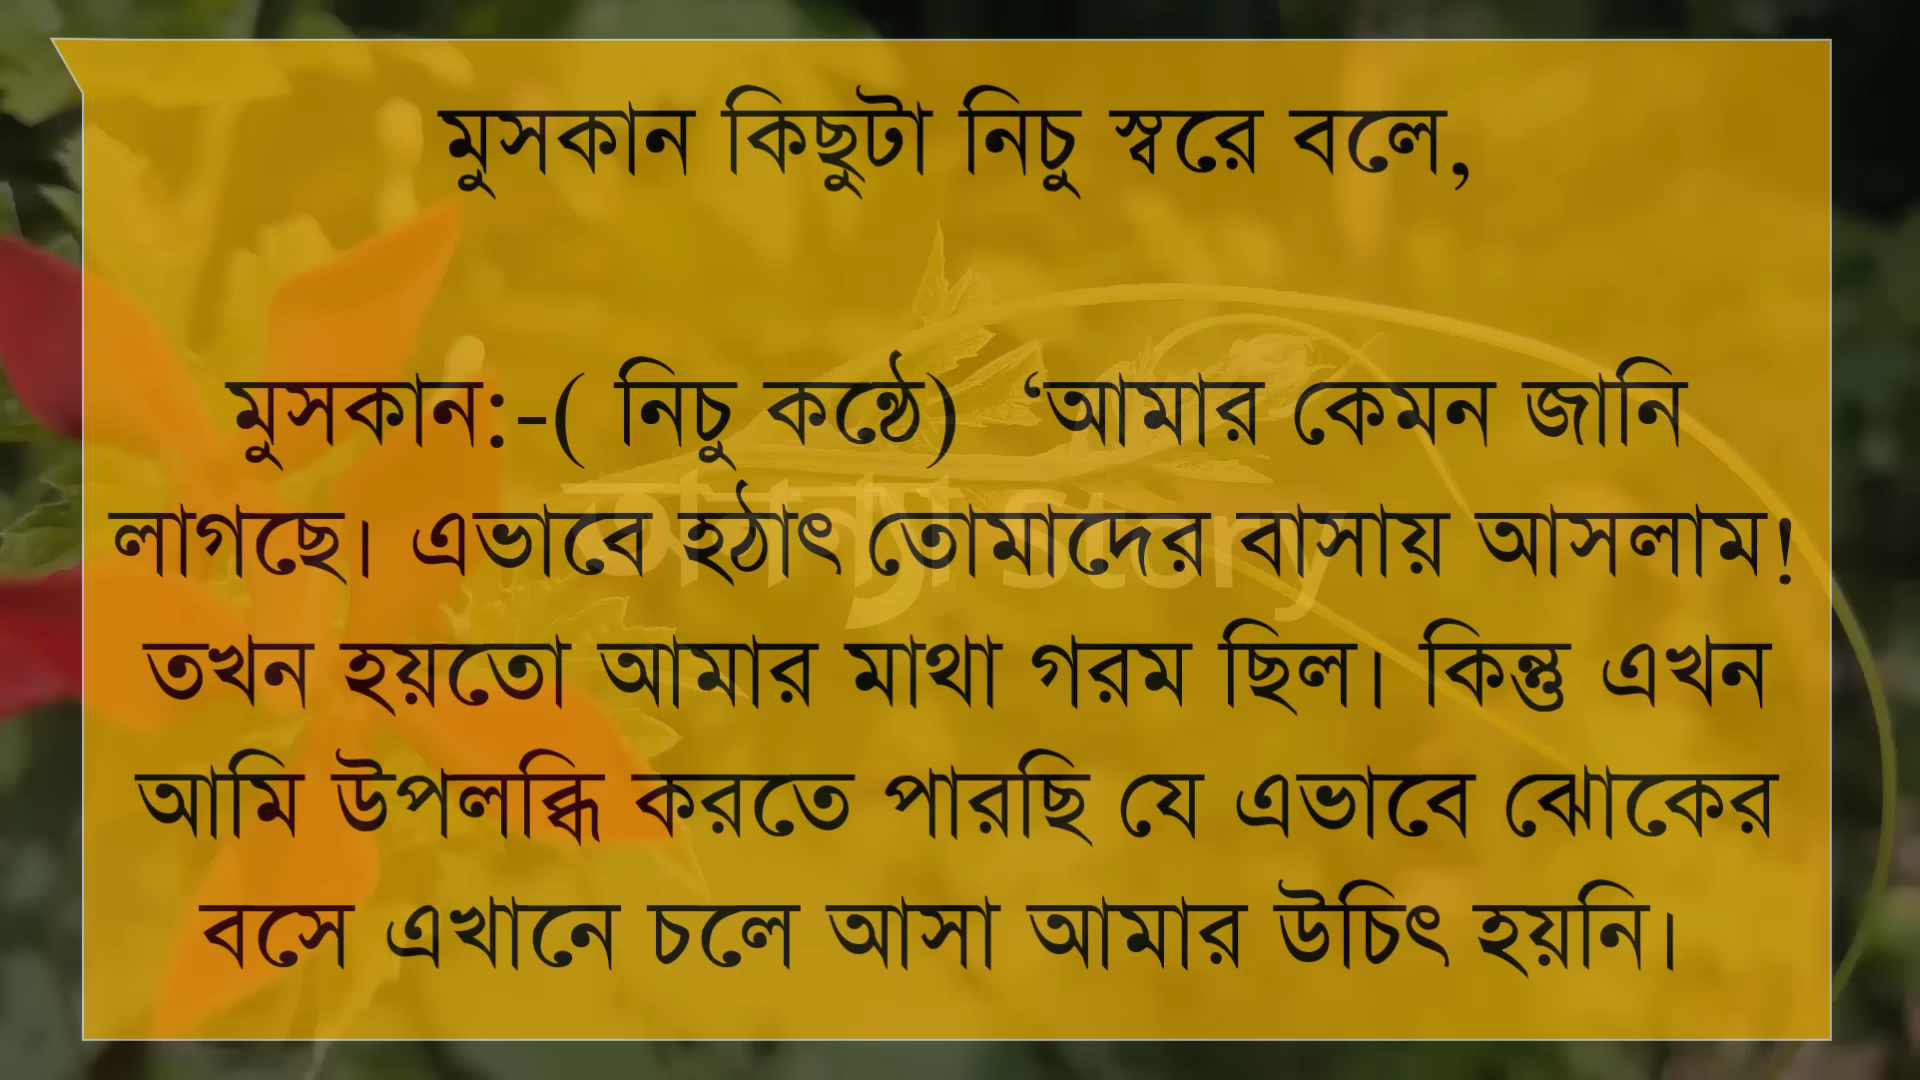 মুসকান কিছুটা নিচু স্বরে বলে,
মুসকান:-( নিচু কন্ঠে) ‘আমার কেমন জানি
লাগছে। এভাবে হঠাৎ তোমাদের বাসায় আসলাম!
তখন হয়তো আমার মাথা গরম ছিল। কিন্তু এখন
আমি উপলব্ধি করতে পারছি যে এভাবে ঝোকের
বসে এখানে চলে আসা আমার উচিৎ হয়নি।
Story